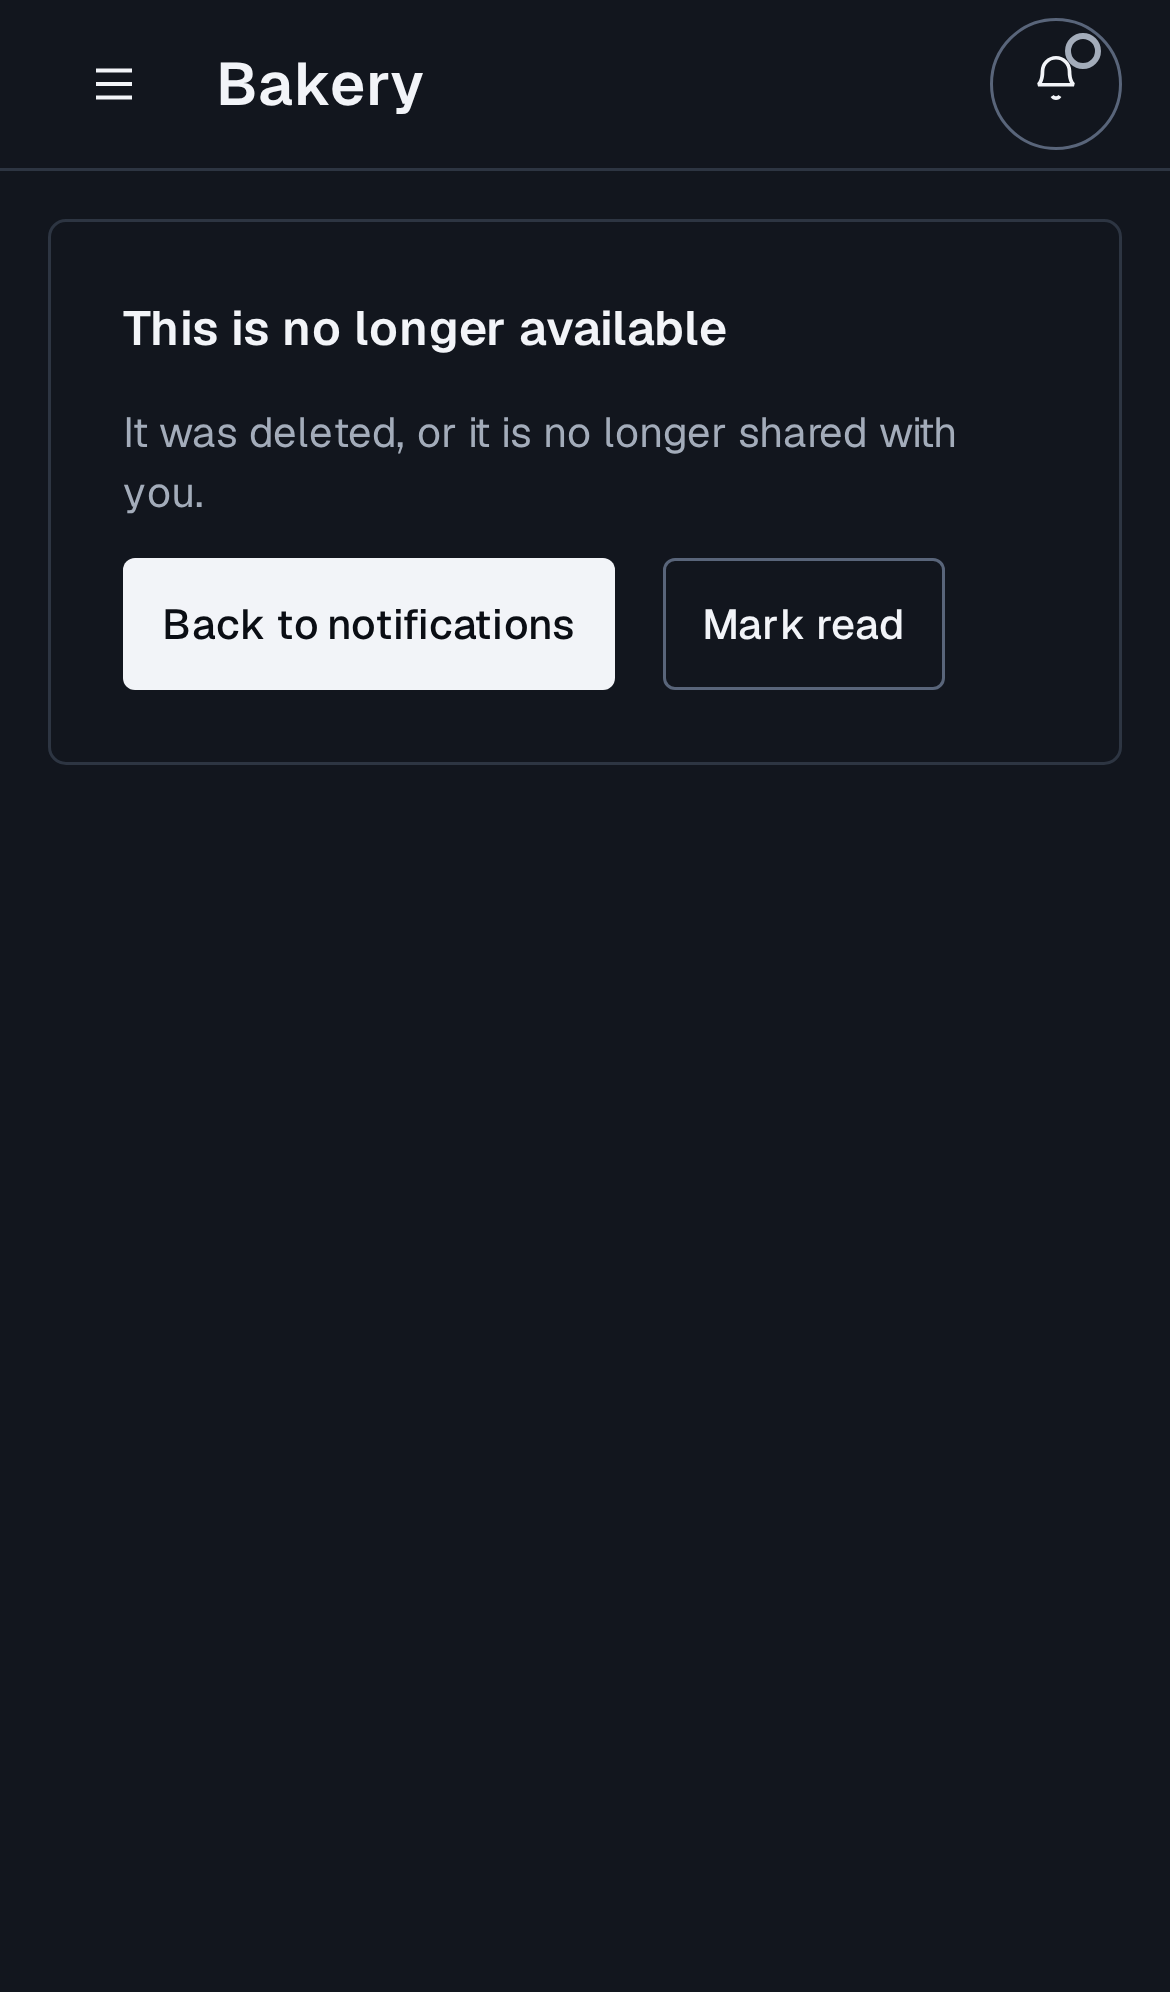 Bakery
This is no longer available
It was deleted, or it is no longer shared with
you.
Back to notifications
Mark read